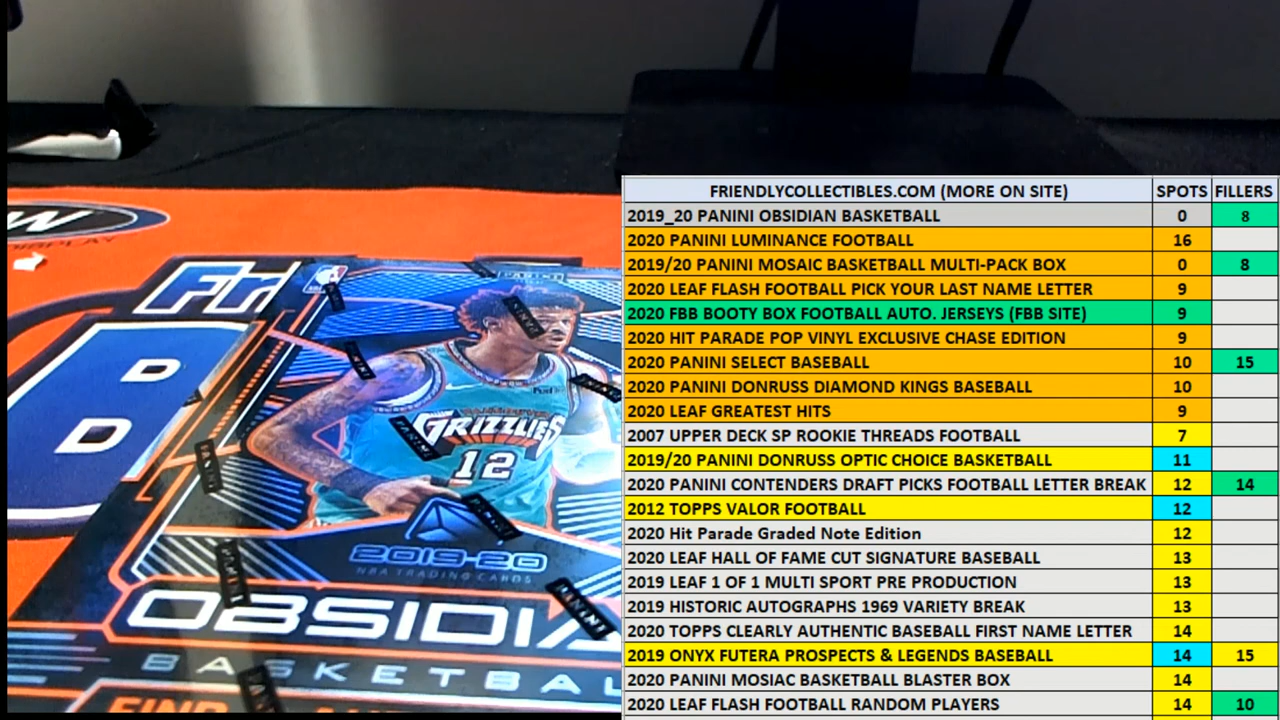 FRIENDLYCOLLECTIBLES.COM (MORE ON SITE) SPOTS FILLERS
2019_20 PANINI OBSIDIAN BASKETBALL 0 8
2020 PANINI LUMINANCE FOOTBALL 16
2019/20 PANINI MOSAIC BASKETBALL MULTI-PACK BOX 0 8
2020 LEAF FLASH FOOTBALL PICK YOUR LAST NAME LETTER 9
2020 FBB BOOTY BOX FOOTBALL AUTO. JERSEYS (FBB SITE) 9
2020 HIT PARADE POP VINYL EXCLUSIVE CHASE EDITION 9
2020 PANINI SELECT BASEBALL 10 15
2020 PANINI DONRUSS DIAMOND KINGS BASEBALL 10
2020 LEAF GREATEST HITS 9
2007 UPPER DECK SP ROOKIE THREADS FOOTBALL 7
2019/20 PANINI DONRUSS OPTIC CHOICE BASKETBALL 11
2020 PANINI CONTENDERS DRAFT PICKS FOOTBALL LETTER BREAK 12 14
2012 TOPPS VALOR FOOTBALL 12
2020 Hit Parade Graded Note Edition 12
2020 LEAF HALL OF FAME CUT SIGNATURE BASEBALL 13
2019 LEAF 1 OF 1 MULTI SPORT PRE PRODUCTION 13
2019 HISTORIC AUTOGRAPHS 1969 VARIETY BREAK 13
2020 TOPPS CLEARLY AUTHENTIC BASEBALL FIRST NAME LETTER 14
2019 ONYX FUTERA PROSPECTS & LEGENDS BASEBALL 14 15
2020 PANINI MOSIAC BASKETBALL BLASTER BOX 14
2020 LEAF FLASH FOOTBALL RANDOM PLAYERS 14 10
Fr
D
D
PANINI
GRIZZLIES
12
2019-20
NBA TRADING CARDS
OBSIDIA
BASKETBAL